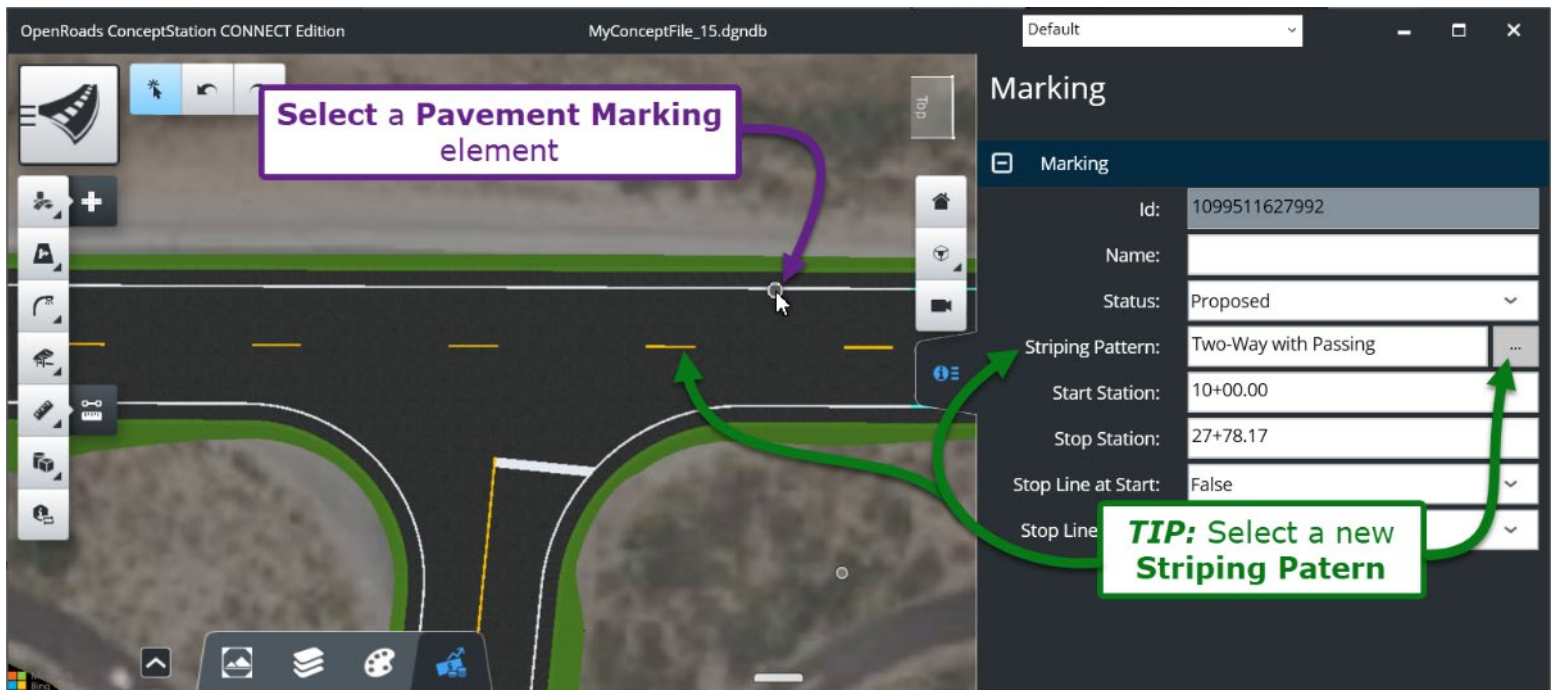 OpenRoads ConceptStation CONNECT Edition
MyConceptFile_15.dgndb
Default
Select a Pavement Marking
element
Top
Marking
Marking
Id: 1099511627992
Name:
Status: Proposed
Striping Pattern: Two-Way with Passing ...
Start Station: 10+00.00
Stop Station: 27+78.17
Stop Line at Start: False
Stop Line
TIP: Select a new
Striping Patern
Bing